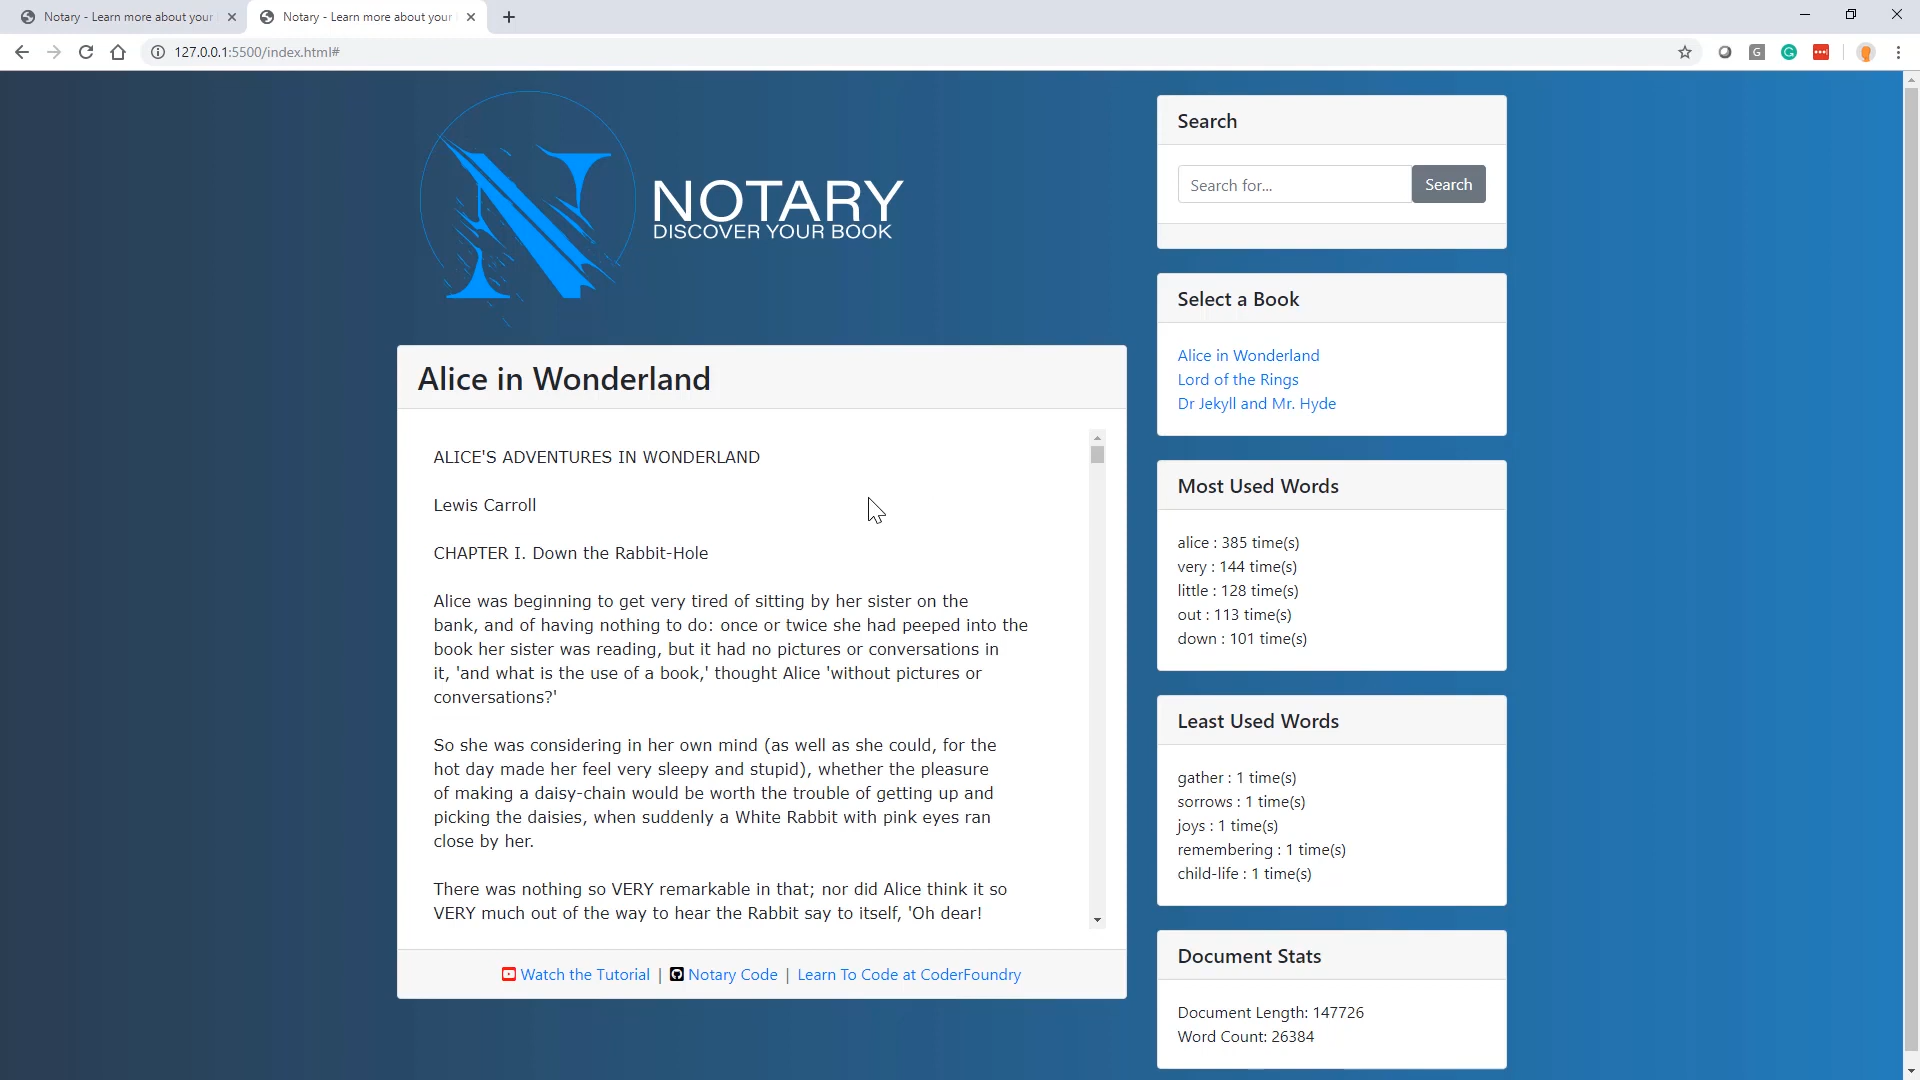 Notary - Learn more about your
Notary - Learn more about your
127.0.0.1:5500/index.html#
NOTARY
DISCOVER YOUR BOOK
Alice in Wonderland
ALICE'S ADVENTURES IN WONDERLAND
Lewis Carroll
CHAPTER I. Down the Rabbit-Hole
Alice was beginning to get very tired of sitting by her sister on the
bank, and of having nothing to do: once or twice she had peeped into the
book her sister was reading, but it had no pictures or conversations in
it, 'and what is the use of a book,' thought Alice 'without pictures or
conversations?'
So she was considering in her own mind (as well as she could, for the
hot day made her feel very sleepy and stupid), whether the pleasure
of making a daisy-chain would be worth the trouble of getting up and
picking the daisies, when suddenly a White Rabbit with pink eyes ran
close by her.
There was nothing so VERY remarkable in that; nor did Alice think it so
VERY much out of the way to hear the Rabbit say to itself, 'Oh dear!
Watch the Tutorial | Notary Code | Learn To Code at CoderFoundry
Search
Search for...
Search
Select a Book
Alice in Wonderland
Lord of the Rings
Dr Jekyll and Mr. Hyde
Most Used Words
alice : 385 time(s)
very : 144 time(s)
little : 128 time(s)
out : 113 time(s)
down : 101 time(s)
Least Used Words
gather : 1 time(s)
sorrows : 1 time(s)
joys : 1 time(s)
remembering : 1 time(s)
child-life : 1 time(s)
Document Stats
Document Length: 147726
Word Count: 26384